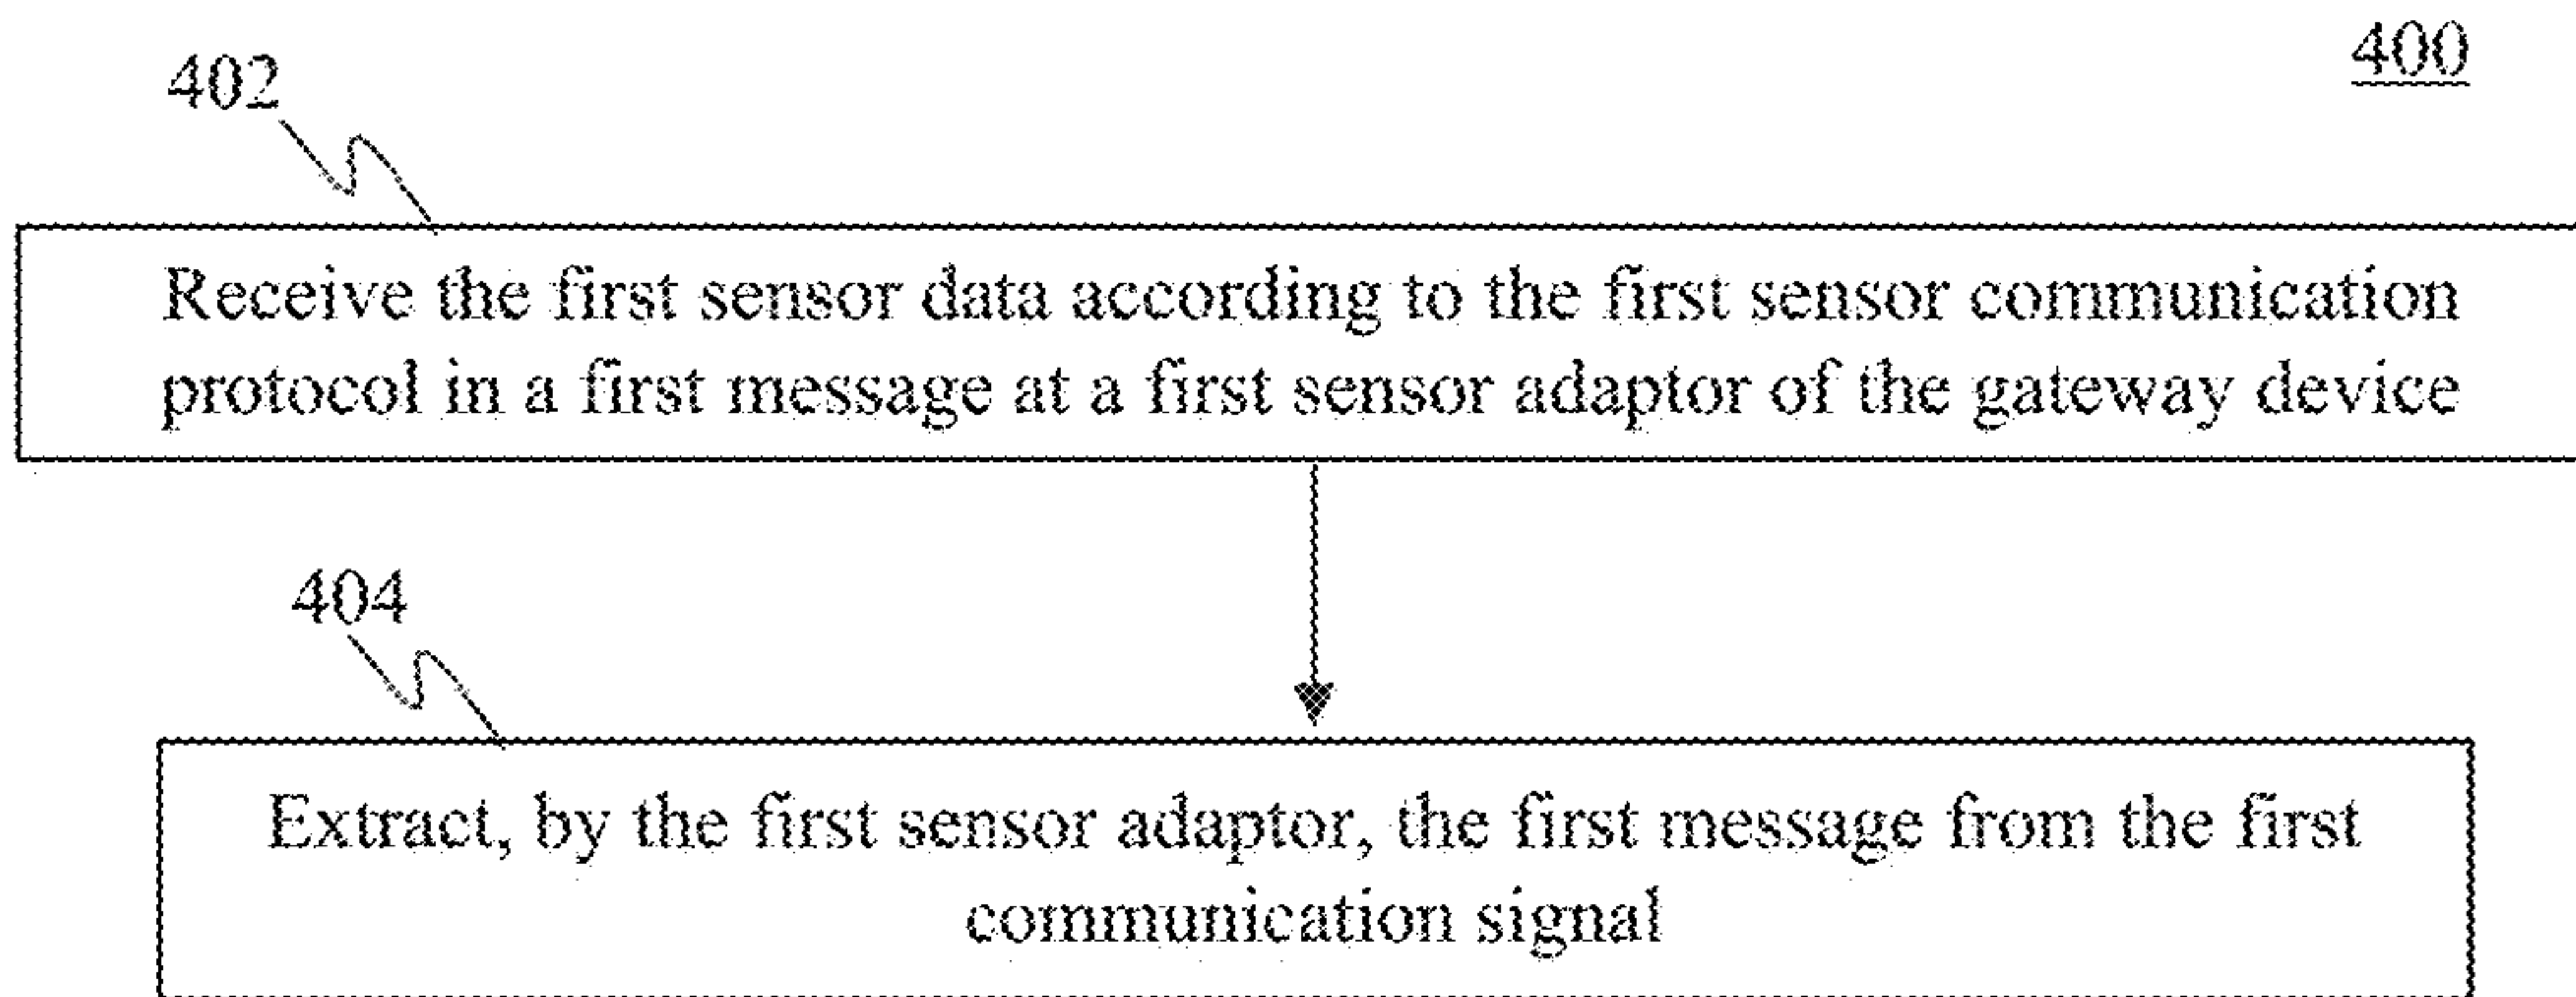 400
402
Receive the first sensor data according to the first sensor communication
protocol in a first message at a first sensor adaptor of the gateway device
404
Extract, by the first sensor adaptor, the first message from the first
communication signal